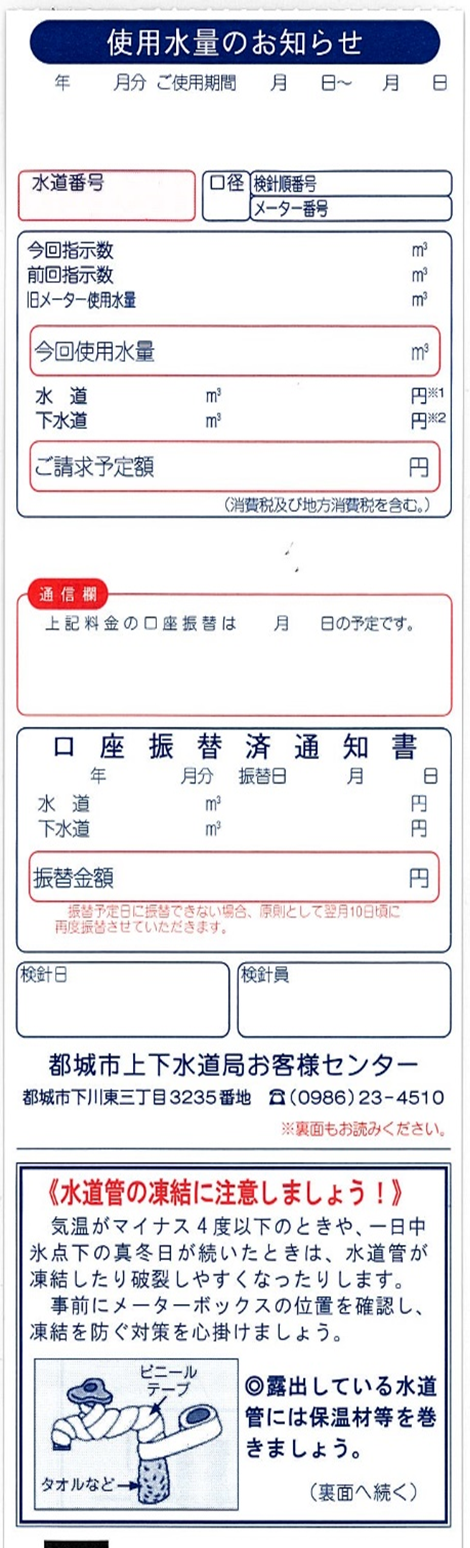 使用水量のお知らせ
年 月分 ご使用期間 月 日～ 月 日
水道番号
口径
検針順番号
メーター番号
今回指示数 m³
前回指示数 m³
旧メーター使用水量 m³
今回使用水量 m³
水 道 m³ 円※1
下水道 m³ 円※2
ご請求予定額 円
（消費税及び地方消費税を含む。）
通信欄
上記料金の口座振替は 月 日の予定です。
口座振替済通知書
年 月分 振替日 月 日
水 道 m³ 円
下水道 m³ 円
振替金額 円
振替予定日に振替できない場合、原則として翌月10日頃に
再度振替させていただきます。
検針日
検針員
都城市上下水道局お客様センター
都城市下川東三丁目3235番地 ☎(0986)23-4510
※裏面もお読みください。
《水道管の凍結に注意しましょう！》
気温がマイナス４度以下のときや、一日中
氷点下の真冬日が続いたときは、水道管が
凍結したり破裂しやすくなったりします。
事前にメーターボックスの位置を確認し、
凍結を防ぐ対策を心掛けましょう。
ビニール
テープ
タオルなど
◎露出している水道
管には保温材等を巻
きましょう。
（裏面へ続く）